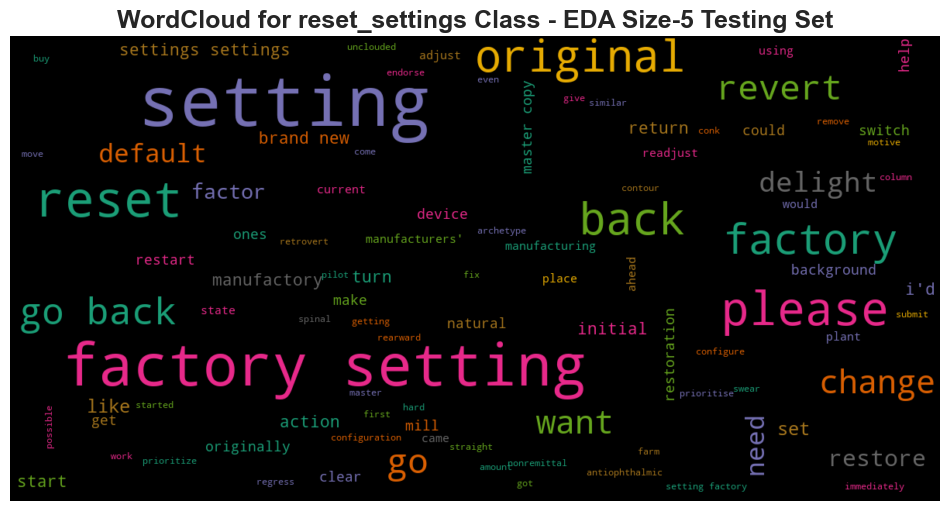 WordCloud for reset_settings Class - EDA Size-5 Testing Set
buy
settings settings
unclouded
adjust
original
using
help
endorse
even
setting
master copy
give
similar
revert
brand new
return
conk
could
remove
switch
motive
move
default
come
readjust
reset
factor
current
contour
delight
column
would
device
back
archetype
ones
retrovert
manufacturers'
manufacturing
factory
restart
manufactory
pilot
turn
fix
place
ahead
background
i'd
make
go back
state
spinal
getting
natural
initial
please
submit
rearward
restoration
plant
factory setting
configure
master
prioritise
swear
change
possible
like
started
get
first
hard
action
mill
want
need
set
originally
configuration
came
straight
work
prioritize
go
amount
nonremittal
farm
restore
start
regress
clear
got
antiophthalmic
setting factory
immediately